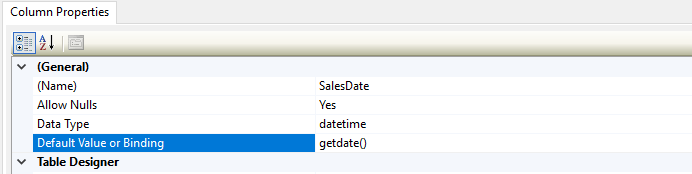 Column Properties
A Z
(General)
(Name) SalesDate
Allow Nulls Yes
Data Type datetime
Default Value or Binding getdate()
Table Designer